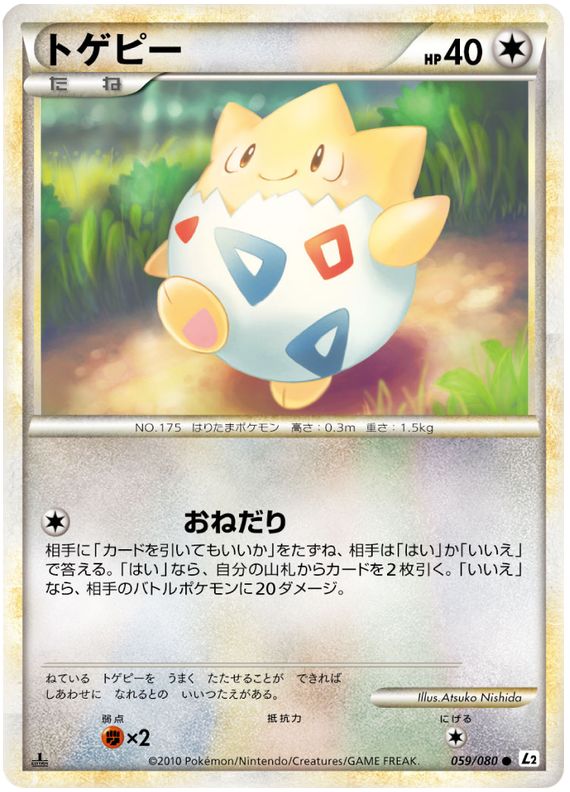 トゲピー HP40
たね
NO.175 はりたまポケモン 高さ:0.3m 重さ:1.5kg
おねだり
相手に「カードを引いてもいいか」をたずね、相手は「はい」か「いいえ」
で答える。「はい」なら、自分の山札からカードを2枚引く。「いいえ」
なら、相手のバトルポケモンに20ダメージ。
ねている トゲピーを うまく たたせることが できれば
しあわせに なれるとの いいつたえがある。
Illus.Atsuko Nishida
弱点 抵抗力 にげる
×2
©2010 Pokémon/Nintendo/Creatures/GAME FREAK.
059/080 ● L2